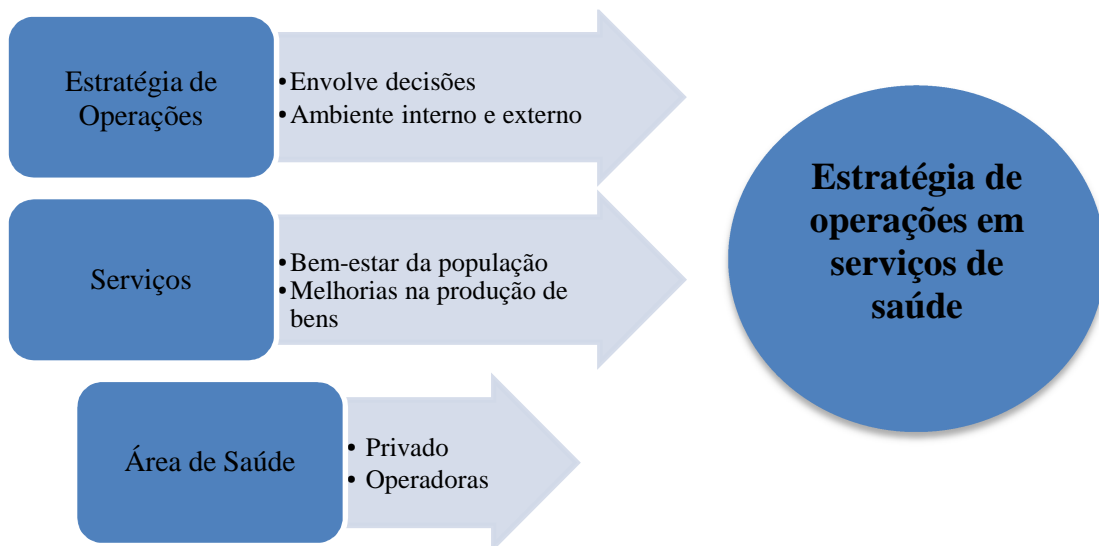 Estratégia de
Operações
•Envolve decisões
•Ambiente interno e externo
Serviços
•Bem-estar da população
•Melhorias na produção de
bens
Área de Saúde
• Privado
• Operadoras
Estratégia de
operações em
serviços de
saúde